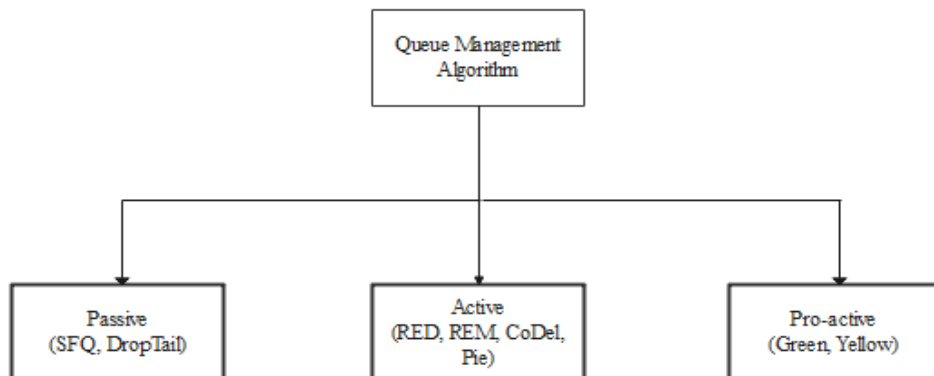 Queue Management
Algorithm
Passive
(SFQ, DropTail)
Active
(RED, REM, CoDel,
Pie)
Pro-active
(Green, Yellow)